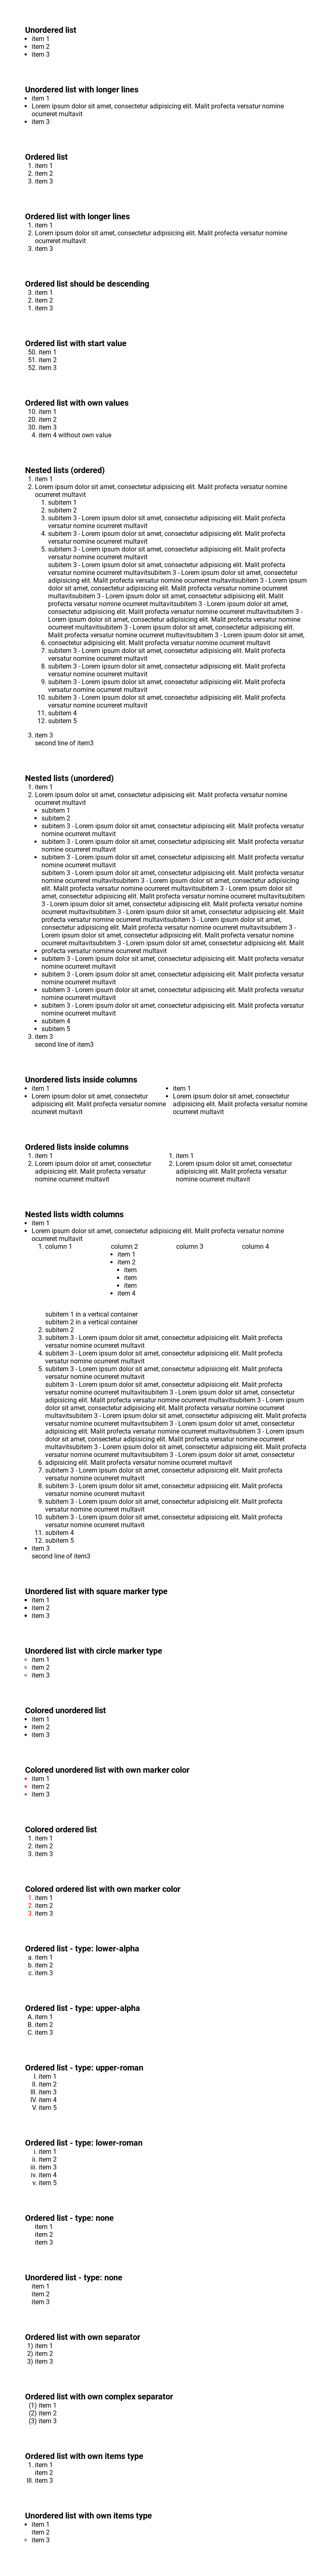 Unordered list
• item 1
• item 2
• item 3
Unordered list with longer lines
• item 1
• Lorem ipsum dolor sit amet, consectetur adipisicing elit. Malit profecta versatur nomine
ocurreret multavit
• item 3
Ordered list
1. item 1
2. item 2
3. item 3
Ordered list with longer lines
1. item 1
2. Lorem ipsum dolor sit amet, consectetur adipisicing elit. Malit profecta versatur nomine
ocurreret multavit
3. item 3
Ordered list should be descending
3. item 1
2. item 2
1. item 3
Ordered list with start value
50. item 1
51. item 2
52. item 3
Ordered list with own values
10. item 1
20. item 2
30. item 3
4. item 4 without own value
Nested lists (ordered)
1. item 1
2. Lorem ipsum dolor sit amet, consectetur adipisicing elit. Malit profecta versatur nomine
ocurreret multavit
1. subitem 1
2. subitem 2
3. subitem 3 - Lorem ipsum dolor sit amet, consectetur adipisicing elit. Malit profecta
versatur nomine ocurreret multavit
4. subitem 3 - Lorem ipsum dolor sit amet, consectetur adipisicing elit. Malit profecta
versatur nomine ocurreret multavit
5. subitem 3 - Lorem ipsum dolor sit amet, consectetur adipisicing elit. Malit profecta
versatur nomine ocurreret multavit
subitem 3 - Lorem ipsum dolor sit amet, consectetur adipisicing elit. Malit profecta
versatur nomine ocurreret multavitsubitem 3 - Lorem ipsum dolor sit amet, consectetur
adipisicing elit. Malit profecta versatur nomine ocurreret multavitsubitem 3 - Lorem ipsum
dolor sit amet, consectetur adipisicing elit. Malit profecta versatur nomine ocurreret
multavitsubitem 3 - Lorem ipsum dolor sit amet, consectetur adipisicing elit. Malit
profecta versatur nomine ocurreret multavitsubitem 3 - Lorem ipsum dolor sit amet,
consectetur adipisicing elit. Malit profecta versatur nomine ocurreret multavitsubitem 3 -
Lorem ipsum dolor sit amet, consectetur adipisicing elit. Malit profecta versatur nomine
ocurreret multavitsubitem 3 - Lorem ipsum dolor sit amet, consectetur adipisicing elit.
Malit profecta versatur nomine ocurreret multavitsubitem 3 - Lorem ipsum dolor sit amet,
6. consectetur adipisicing elit. Malit profecta versatur nomine ocurreret multavit
7. subitem 3 - Lorem ipsum dolor sit amet, consectetur adipisicing elit. Malit profecta
versatur nomine ocurreret multavit
8. subitem 3 - Lorem ipsum dolor sit amet, consectetur adipisicing elit. Malit profecta
versatur nomine ocurreret multavit
9. subitem 3 - Lorem ipsum dolor sit amet, consectetur adipisicing elit. Malit profecta
versatur nomine ocurreret multavit
10. subitem 3 - Lorem ipsum dolor sit amet, consectetur adipisicing elit. Malit profecta
versatur nomine ocurreret multavit
11. subitem 4
12. subitem 5
3. item 3
second line of item3
Nested lists (unordered)
1. item 1
2. Lorem ipsum dolor sit amet, consectetur adipisicing elit. Malit profecta versatur nomine
ocurreret multavit
• subitem 1
• subitem 2
• subitem 3 - Lorem ipsum dolor sit amet, consectetur adipisicing elit. Malit profecta versatur
nomine ocurreret multavit
• subitem 3 - Lorem ipsum dolor sit amet, consectetur adipisicing elit. Malit profecta versatur
nomine ocurreret multavit
• subitem 3 - Lorem ipsum dolor sit amet, consectetur adipisicing elit. Malit profecta versatur
nomine ocurreret multavit
subitem 3 - Lorem ipsum dolor sit amet, consectetur adipisicing elit. Malit profecta versatur
nomine ocurreret multavitsubitem 3 - Lorem ipsum dolor sit amet, consectetur adipisicing
elit. Malit profecta versatur nomine ocurreret multavitsubitem 3 - Lorem ipsum dolor sit
amet, consectetur adipisicing elit. Malit profecta versatur nomine ocurreret multavitsubitem
3 - Lorem ipsum dolor sit amet, consectetur adipisicing elit. Malit profecta versatur nomine
ocurreret multavitsubitem 3 - Lorem ipsum dolor sit amet, consectetur adipisicing elit. Malit
profecta versatur nomine ocurreret multavitsubitem 3 - Lorem ipsum dolor sit amet,
consectetur adipisicing elit. Malit profecta versatur nomine ocurreret multavitsubitem 3 -
Lorem ipsum dolor sit amet, consectetur adipisicing elit. Malit profecta versatur nomine
ocurreret multavitsubitem 3 - Lorem ipsum dolor sit amet, consectetur adipisicing elit. Malit
• profecta versatur nomine ocurreret multavit
• subitem 3 - Lorem ipsum dolor sit amet, consectetur adipisicing elit. Malit profecta versatur
nomine ocurreret multavit
• subitem 3 - Lorem ipsum dolor sit amet, consectetur adipisicing elit. Malit profecta versatur
nomine ocurreret multavit
• subitem 3 - Lorem ipsum dolor sit amet, consectetur adipisicing elit. Malit profecta versatur
nomine ocurreret multavit
• subitem 3 - Lorem ipsum dolor sit amet, consectetur adipisicing elit. Malit profecta versatur
nomine ocurreret multavit
• subitem 4
• subitem 5
3. item 3
second line of item3
Unordered lists inside columns
• item 1
• Lorem ipsum dolor sit amet, consectetur
adipisicing elit. Malit profecta versatur nomine
ocurreret multavit
• item 1
• Lorem ipsum dolor sit amet, consectetur
adipisicing elit. Malit profecta versatur nomine
ocurreret multavit
Ordered lists inside columns
1. item 1
2. Lorem ipsum dolor sit amet, consectetur
adipisicing elit. Malit profecta versatur
nomine ocurreret multavit
1. item 1
2. Lorem ipsum dolor sit amet, consectetur
adipisicing elit. Malit profecta versatur
nomine ocurreret multavit
Nested lists width columns
• item 1
• Lorem ipsum dolor sit amet, consectetur adipisicing elit. Malit profecta versatur nomine
ocurreret multavit
1. column 1 column 2 column 3 column 4
• item 1
• item 2
• item
• item
• item
• item 4
subitem 1 in a vertical container
subitem 2 in a vertical container
2. subitem 2
3. subitem 3 - Lorem ipsum dolor sit amet, consectetur adipisicing elit. Malit profecta
versatur nomine ocurreret multavit
4. subitem 3 - Lorem ipsum dolor sit amet, consectetur adipisicing elit. Malit profecta
versatur nomine ocurreret multavit
5. subitem 3 - Lorem ipsum dolor sit amet, consectetur adipisicing elit. Malit profecta
versatur nomine ocurreret multavit
subitem 3 - Lorem ipsum dolor sit amet, consectetur adipisicing elit. Malit profecta
versatur nomine ocurreret multavitsubitem 3 - Lorem ipsum dolor sit amet, consectetur
adipisicing elit. Malit profecta versatur nomine ocurreret multavitsubitem 3 - Lorem ipsum
dolor sit amet, consectetur adipisicing elit. Malit profecta versatur nomine ocurreret
multavitsubitem 3 - Lorem ipsum dolor sit amet, consectetur adipisicing elit. Malit profecta
versatur nomine ocurreret multavitsubitem 3 - Lorem ipsum dolor sit amet, consectetur
adipisicing elit. Malit profecta versatur nomine ocurreret multavitsubitem 3 - Lorem ipsum
dolor sit amet, consectetur adipisicing elit. Malit profecta versatur nomine ocurreret
multavitsubitem 3 - Lorem ipsum dolor sit amet, consectetur adipisicing elit. Malit profecta
versatur nomine ocurreret multavitsubitem 3 - Lorem ipsum dolor sit amet, consectetur
6. adipisicing elit. Malit profecta versatur nomine ocurreret multavit
7. subitem 3 - Lorem ipsum dolor sit amet, consectetur adipisicing elit. Malit profecta
versatur nomine ocurreret multavit
8. subitem 3 - Lorem ipsum dolor sit amet, consectetur adipisicing elit. Malit profecta
versatur nomine ocurreret multavit
9. subitem 3 - Lorem ipsum dolor sit amet, consectetur adipisicing elit. Malit profecta
versatur nomine ocurreret multavit
10. subitem 3 - Lorem ipsum dolor sit amet, consectetur adipisicing elit. Malit profecta
versatur nomine ocurreret multavit
11. subitem 4
12. subitem 5
• item 3
second line of item3
Unordered list with square marker type
▪ item 1
▪ item 2
▪ item 3
Unordered list with circle marker type
◦ item 1
◦ item 2
◦ item 3
Colored unordered list
• item 1
• item 2
• item 3
Colored unordered list with own marker color
• item 1
• item 2
• item 3
Colored ordered list
1. item 1
2. item 2
3. item 3
Colored ordered list with own marker color
1. item 1
2. item 2
3. item 3
Ordered list - type: lower-alpha
a. item 1
b. item 2
c. item 3
Ordered list - type: upper-alpha
A. item 1
B. item 2
C. item 3
Ordered list - type: upper-roman
I. item 1
II. item 2
III. item 3
IV. item 4
V. item 5
Ordered list - type: lower-roman
i. item 1
ii. item 2
iii. item 3
iv. item 4
v. item 5
Ordered list - type: none
item 1
item 2
item 3
Unordered list - type: none
item 1
item 2
item 3
Ordered list with own separator
1) item 1
2) item 2
3) item 3
Ordered list with own complex separator
(1) item 1
(2) item 2
(3) item 3
Ordered list with own items type
1. item 1
item 2
III. item 3
Unordered list with own items type
• item 1
item 2
◦ item 3